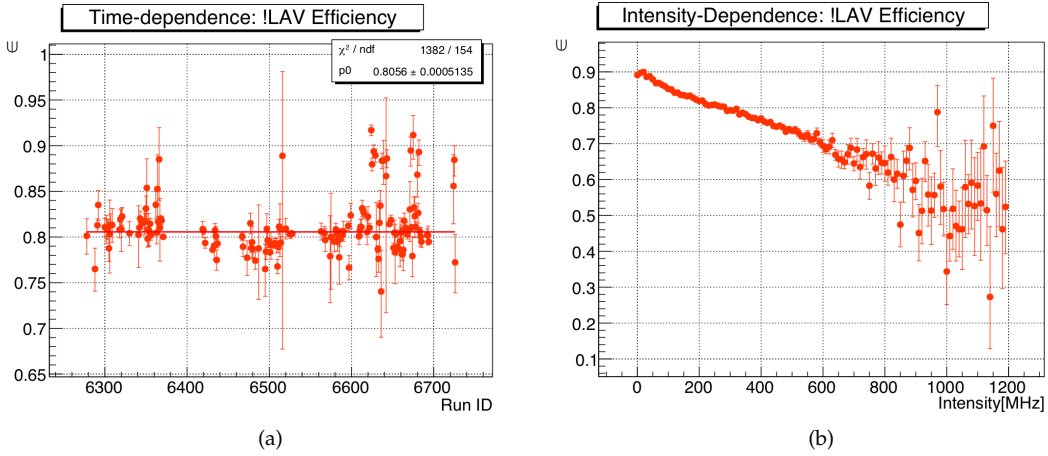 Time-dependence: !LAV Efficiency
∈
χ² / ndf 1382 / 154
p0 0.8056 ± 0.0005135
1
0.95
0.9
0.85
0.8
0.75
0.7
0.65
6300 6400 6500 6600 6700
Run ID
(a)
Intensity-Dependence: !LAV Efficiency
∈
0.9
0.8
0.7
0.6
0.5
0.4
0.3
0.2
0.1
0 200 400 600 800 1000 1200
Intensity[MHz]
(b)